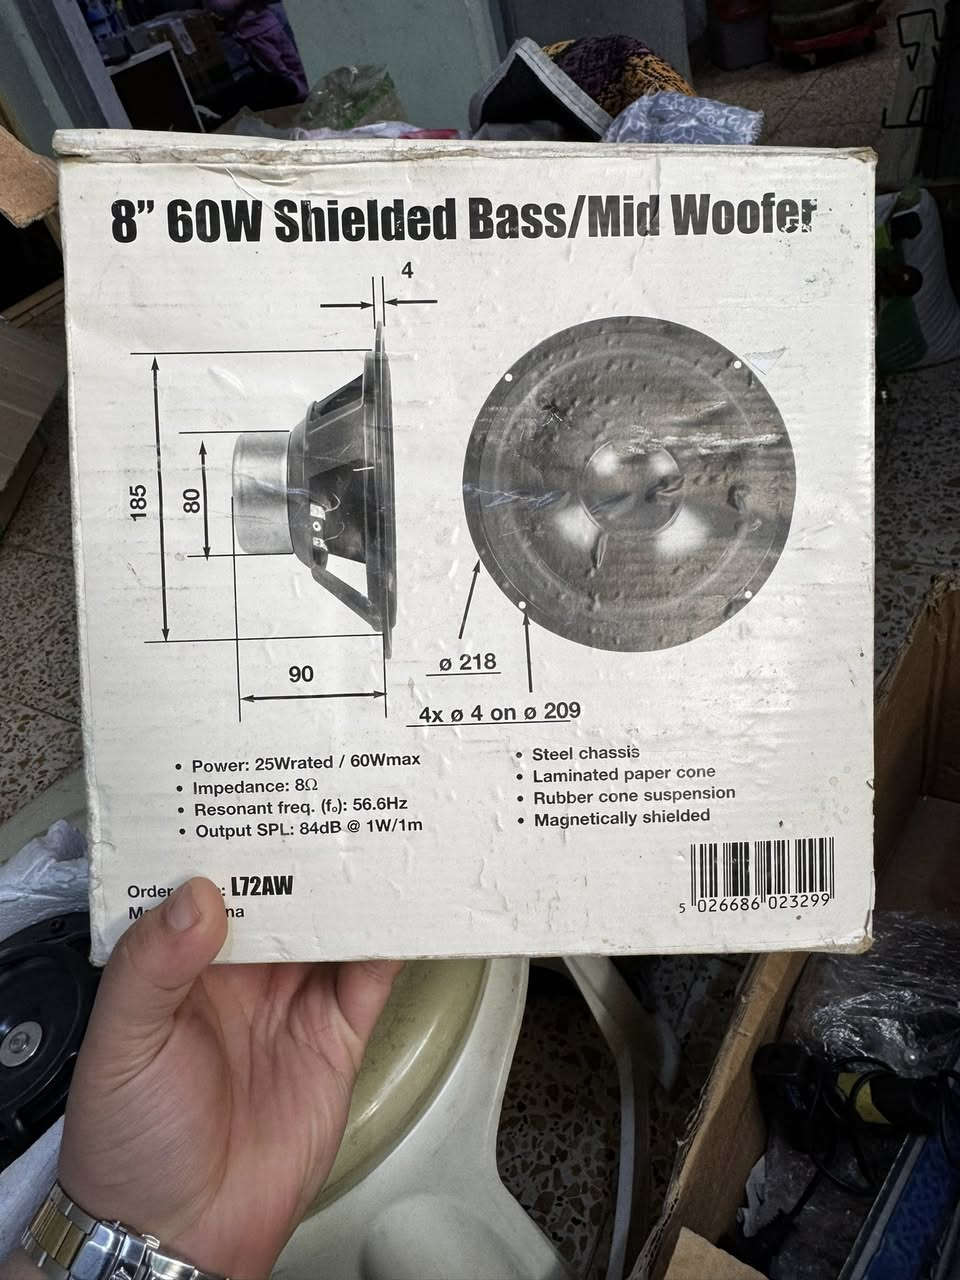 8” 60W Shielded Bass/Mid Woofer
4
185
80
90
ø 218
4x ø 4 on ø 209
• Power: 25Wrated / 60Wmax
• Impedance: 8Ω
• Resonant freq. (fₒ): 56.6Hz
• Output SPL: 84dB @ 1W/1m
• Steel chassis
• Laminated paper cone
• Rubber cone suspension
• Magnetically shielded
Order : L72AW
5 026686 023299